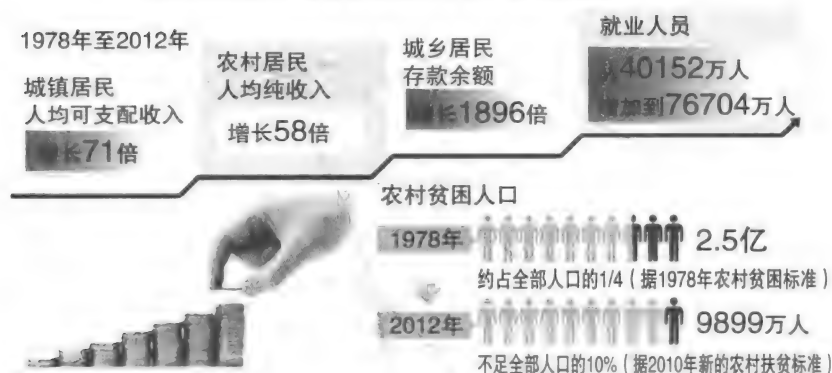 1978年至2012年
城镇居民
人均可支配收入
长71倍
农村居民
人均纯收入
增长58倍
城乡居民
存款余额
长1896倍
就业人员
40152万人
增加到76704万人
农村贫困人口
1978年
2.5亿
约占全部人口的1/4（据1978年农村贫困标准）
2012年
9899万人
不足全部人口的10%（据2010年新的农村扶贫标准）